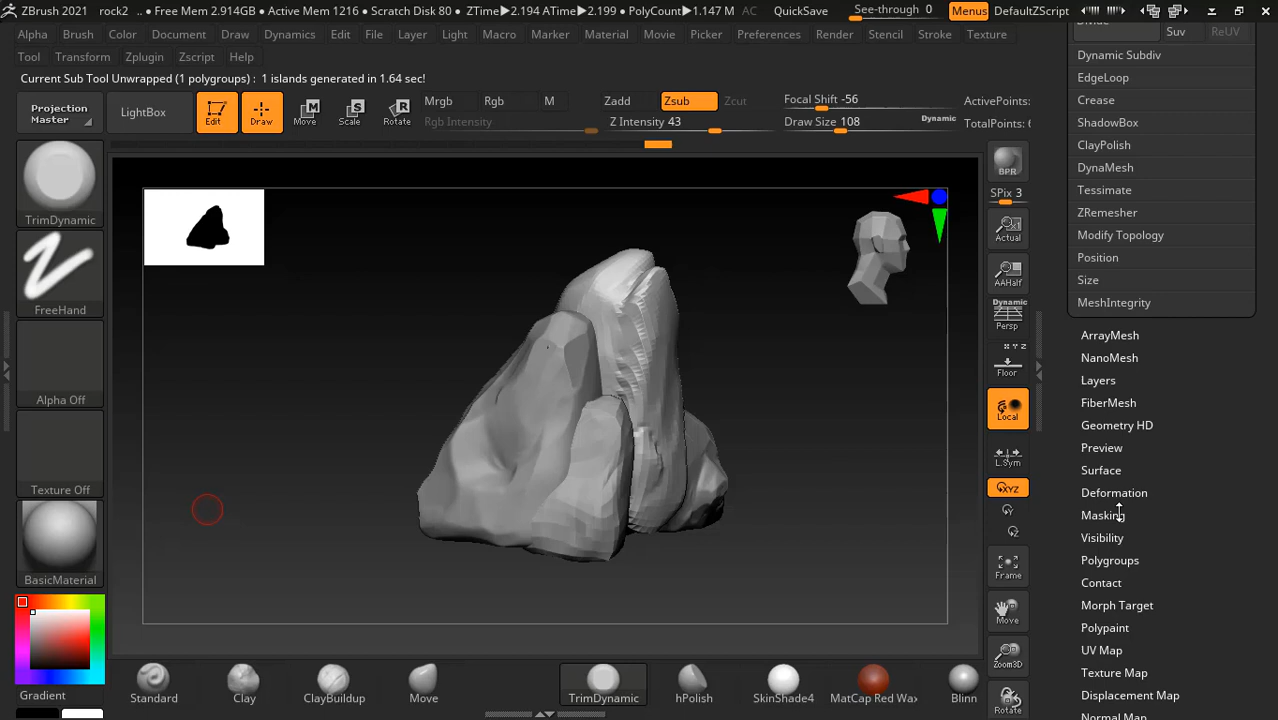 ZBrush 2021 rock2 .. Free Mem 2.914GB • Active Mem 1216 • Scratch Disk 80 • ZTime▶2.194 ATime▶2.199 • PolyCount▶1.147 M AC QuickSave See-through 0 Menus DefaultZScript
Alpha Brush Color Document Draw Dynamics Edit File Layer Light Macro Marker Material Movie Picker Preferences Render Stencil Stroke Texture
Tool Transform Zplugin Zscript Help
Current Sub Tool Unwrapped (1 polygroups) : 1 islands generated in 1.64 sec!
Projection Master
LightBox
Edit
Draw
Move
Scale
Rotate
Mrgb Rgb M
Rgb Intensity
Zadd Zsub Zcut
Z Intensity 43
Focal Shift -56
Draw Size 108 Dynamic
ActivePoints:
TotalPoints: 6
TrimDynamic
FreeHand
Alpha Off
Texture Off
BasicMaterial
Gradient
BPR
SPix 3
Actual
AAHalf
Dynamic
Persp
X Y Z
Floor
Local
L.Sym
XYZ
Y
Z
Frame
Move
Zoom3D
Rotate
Standard
Clay
ClayBuildup
Move
TrimDynamic
hPolish
SkinShade4
MatCap Red Wax
Blinn
Divide
Suv ReUV
Dynamic Subdiv
EdgeLoop
Crease
ShadowBox
ClayPolish
DynaMesh
Tessimate
ZRemesher
Modify Topology
Position
Size
MeshIntegrity
ArrayMesh
NanoMesh
Layers
FiberMesh
Geometry HD
Preview
Surface
Deformation
Masking
Visibility
Polygroups
Contact
Morph Target
Polypaint
UV Map
Texture Map
Displacement Map
Normal Map